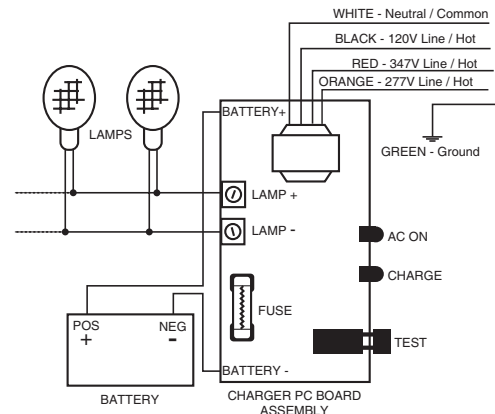 WHITE - Neutral / Common
BLACK - 120V Line / Hot
RED - 347V Line / Hot
ORANGE - 277V Line / Hot
BATTERY+
LAMPS
GREEN - Ground
LAMP +
LAMP -
AC ON
CHARGE
FUSE
POS
+
NEG
-
TEST
BATTERY -
BATTERY
CHARGER PC BOARD
ASSEMBLY